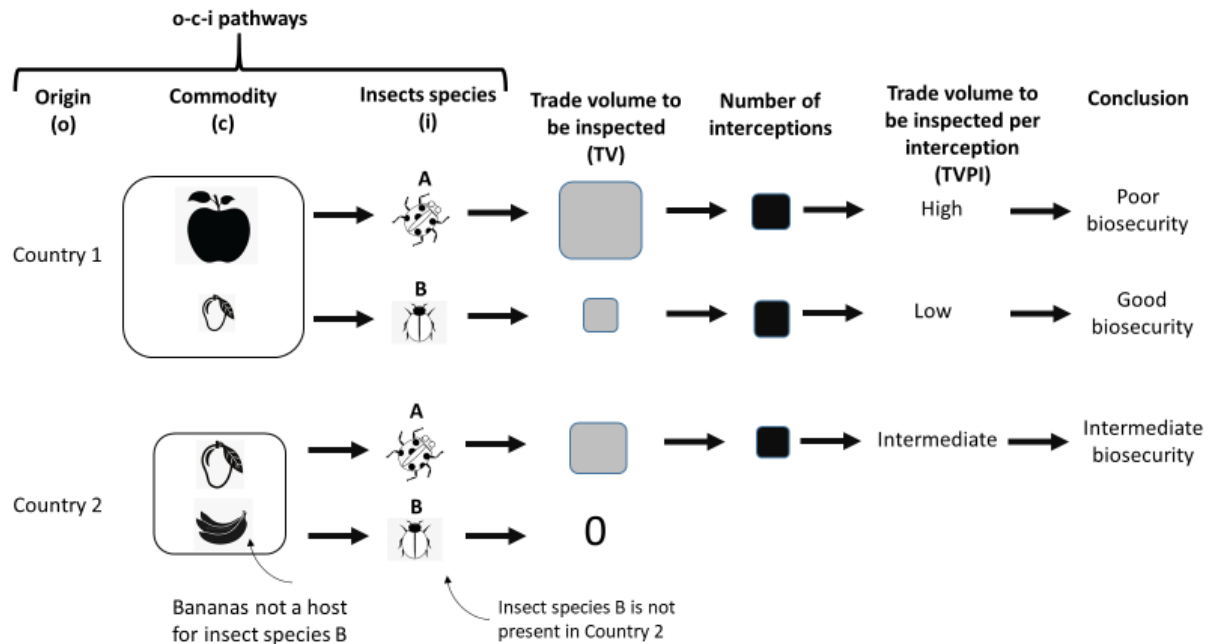 o-c-i pathways
Origin
(o)
Commodity
(c)
Insects species
(i)
Trade volume to
be inspected
(TV)
Number of
interceptions
Trade volume to
be inspected per
interception
(TVPI)
Conclusion
Country 1
A
High
Poor
biosecurity
B
Low
Good
biosecurity
Country 2
A
Intermediate
Intermediate
biosecurity
B
0
Bananas not a host
for insect species B
Insect species B is not
present in Country 2